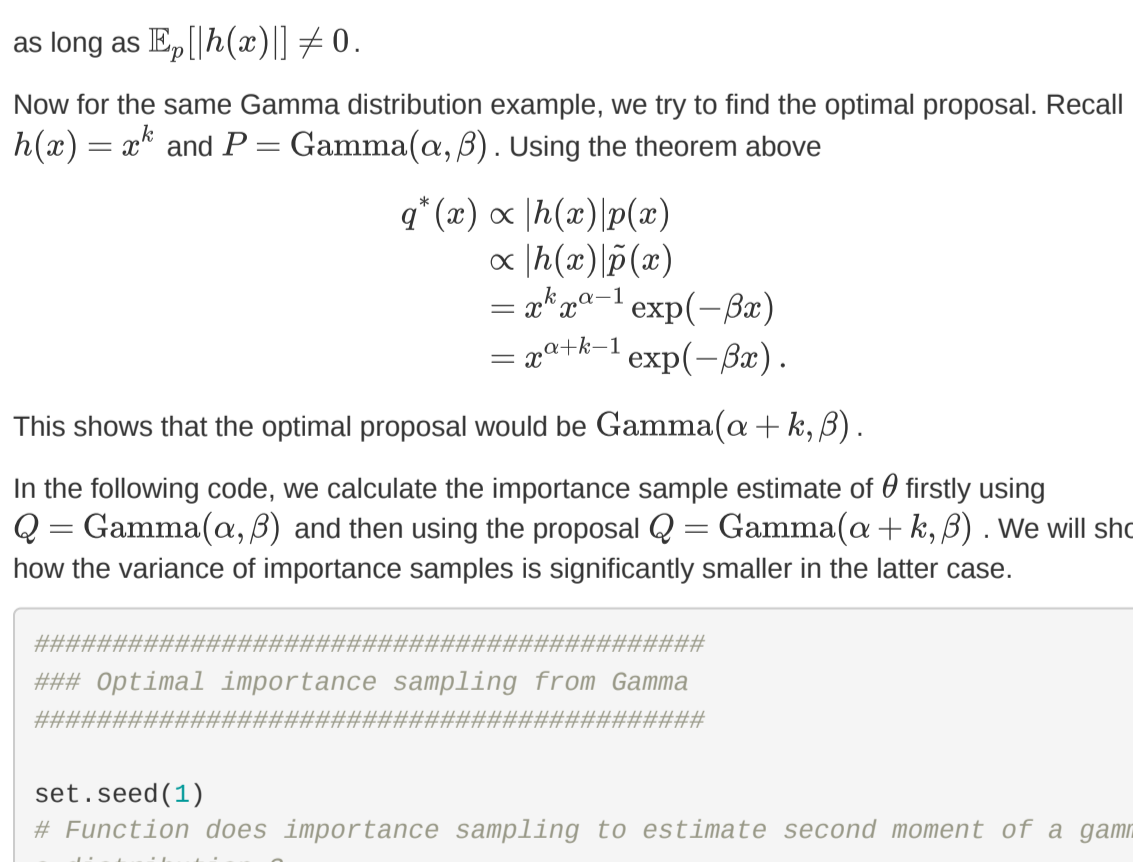 as long as 𝔼ₚ[|h(x)|] ≠ 0.
Now for the same Gamma distribution example, we try to find the optimal proposal. Recall
h(x) = xᵏ and P = Gamma(α, β). Using the theorem above
q*(x) ∝ |h(x)|p(x)
∝ |h(x)|p̃(x)
= xᵏx^{α−1} exp(−βx)
= x^{α+k−1} exp(−βx).
This shows that the optimal proposal would be Gamma(α + k, β).
In the following code, we calculate the importance sample estimate of θ firstly using
Q = Gamma(α, β) and then using the proposal Q = Gamma(α + k, β) . We will
how the variance of importance samples is significantly smaller in the latter case.
###########################################
### Optimal importance sampling from Gamma
###########################################
set.seed(1)
# Function does importance sampling to estimate second moment of a